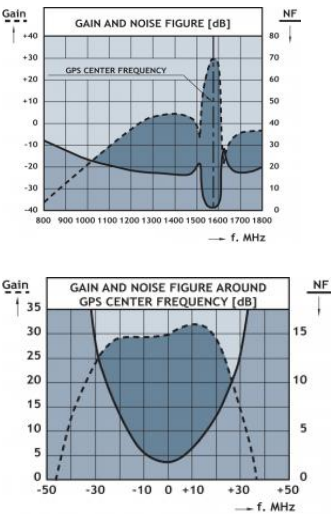 Gain
GAIN AND NOISE FIGURE [dB]
NF
+40
80
+30
70
GPS CENTER FREQUENCY
+20
60
+10
50
0
40
-10
30
-20
20
-30
10
-40
0
800 900 1000 1100 1200 1300 1400 1500 1600 1700 1800
f. MHz
Gain
GAIN AND NOISE FIGURE AROUND
GPS CENTER FREQUENCY [dB]
NF
35
30
15
25
20
10
15
10
5
5
0
0
-50 -30 -10 0 +10 +30 +50
f. MHz